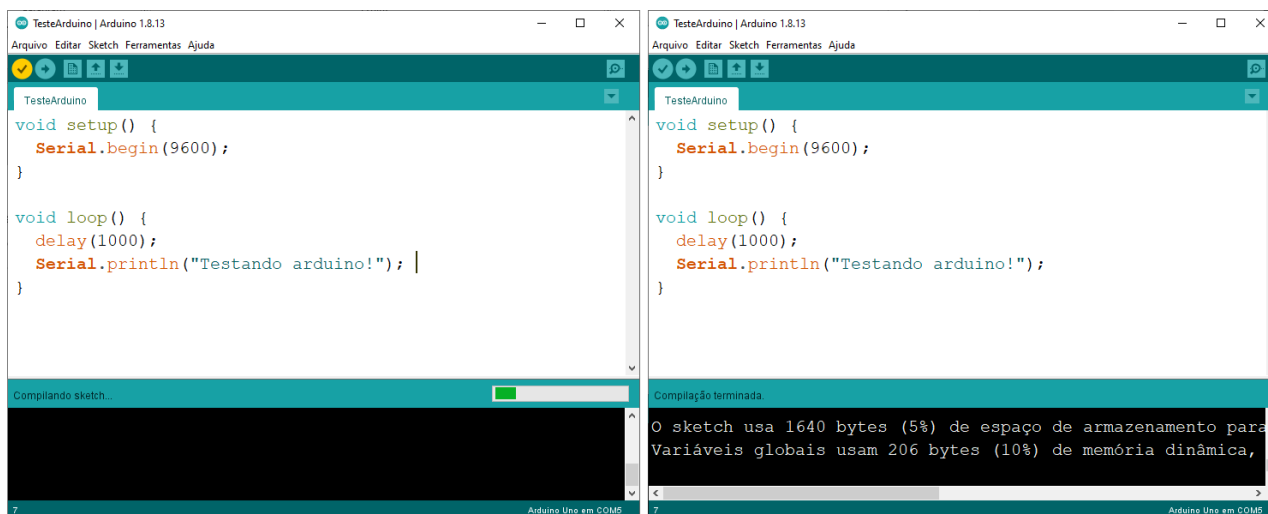 TesteArduino | Arduino 1.8.13
Arquivo Editar Sketch Ferramentas Ajuda
TesteArduino
void setup() {
  Serial.begin(9600);
}
void loop() {
  delay(1000);
  Serial.println("Testando arduino!");
}
Compilando sketch...
7
Arduino Uno em COM5
TesteArduino | Arduino 1.8.13
Arquivo Editar Sketch Ferramentas Ajuda
TesteArduino
void setup() {
  Serial.begin(9600);
}
void loop() {
  delay(1000);
  Serial.println("Testando arduino!");
}
Compilação terminada.
O sketch usa 1640 bytes (5%) de espaço de armazenamento para
Variáveis globais usam 206 bytes (10%) de memória dinâmica,
7
Arduino Uno em COM5